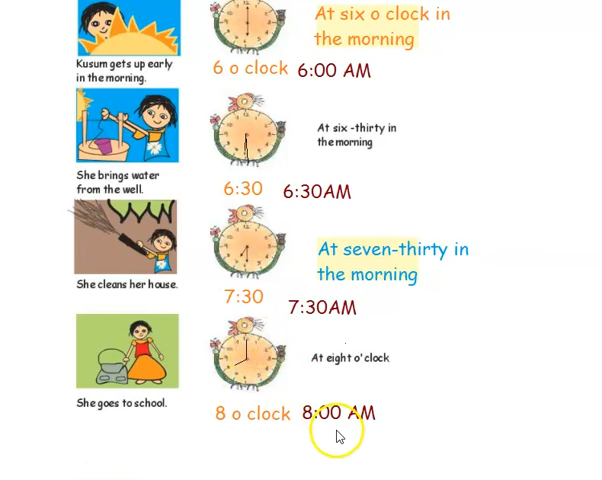 At six o clock in
the morning
Kusum gets up early
in the morning.
6 o clock 6:00 AM
At six -thirty in
the morning
She brings water
from the well.
6:30 6:30AM
At seven-thirty in
the morning
She cleans her house.
7:30 7:30AM
At eight o' clock
She goes to school.
8 o clock 8:00 AM